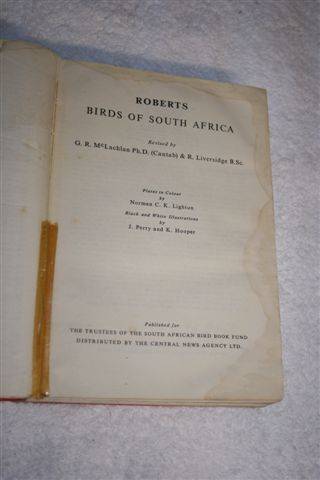 ROBERTS
BIRDS OF SOUTH AFRICA
Revised by
G. R. McLachlan Ph.D. (Cantab) & R. Liversidge B.Sc.
Plates in Colour
by
Norman C. K. Lighton
Black and White Illustrations
by
J. Perry and K. Hooper
Published for
THE TRUSTEES OF THE SOUTH AFRICAN BIRD BOOK FUND
DISTRIBUTED BY THE CENTRAL NEWS AGENCY LTD.